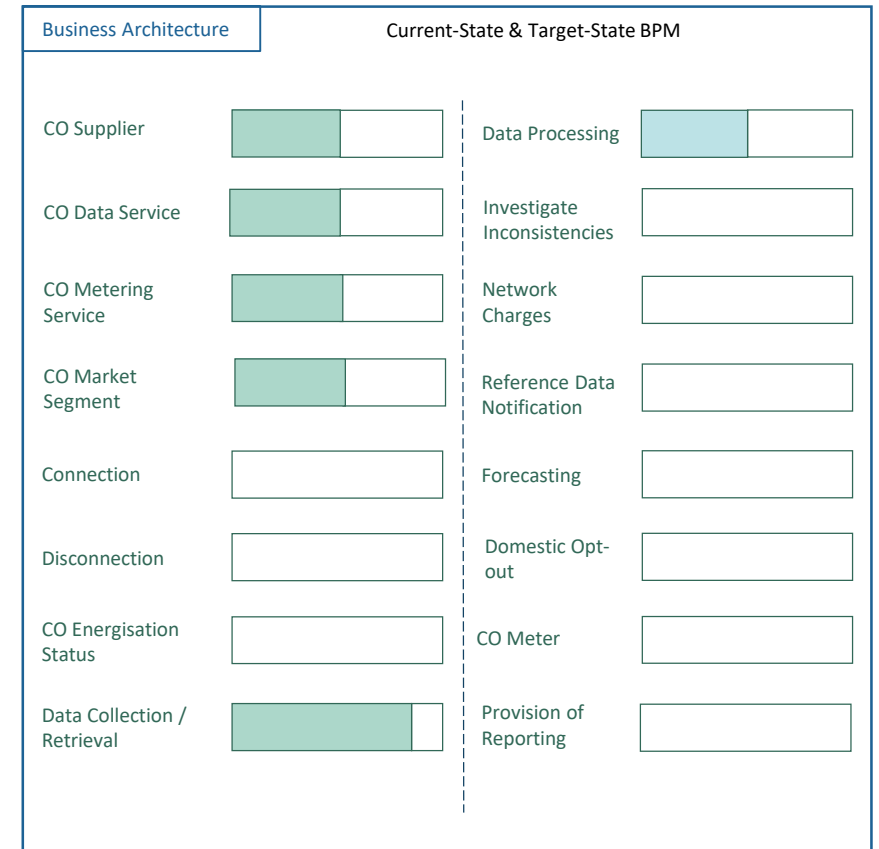 Business Architecture
Current-State & Target-State BPM
CO Supplier
CO Data Service
CO Metering
Service
CO Market
Segment
Connection
Disconnection
CO Energisation
Status
Data Collection /
Retrieval
Data Processing
Investigate
Inconsistencies
Network
Charges
Reference Data
Notification
Forecasting
Domestic Opt-
out
CO Meter
Provision of
Reporting